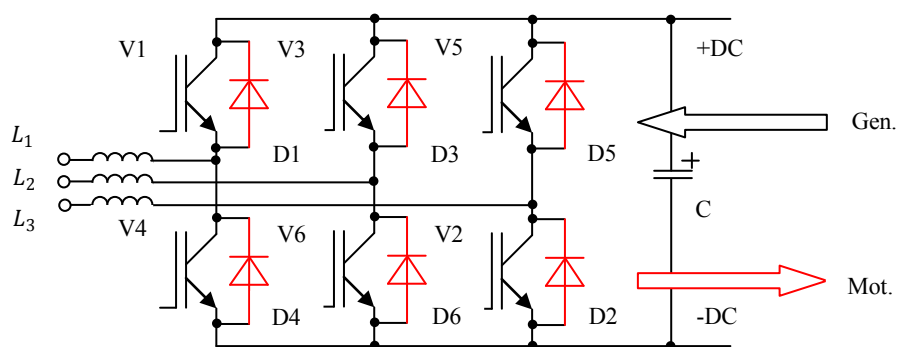 V1 V3 V5 +DC
Gen.
L₁
D1 D3 D5
L₂
C
L₃
V4 V6 V2
Mot.
D4 D6 D2 -DC